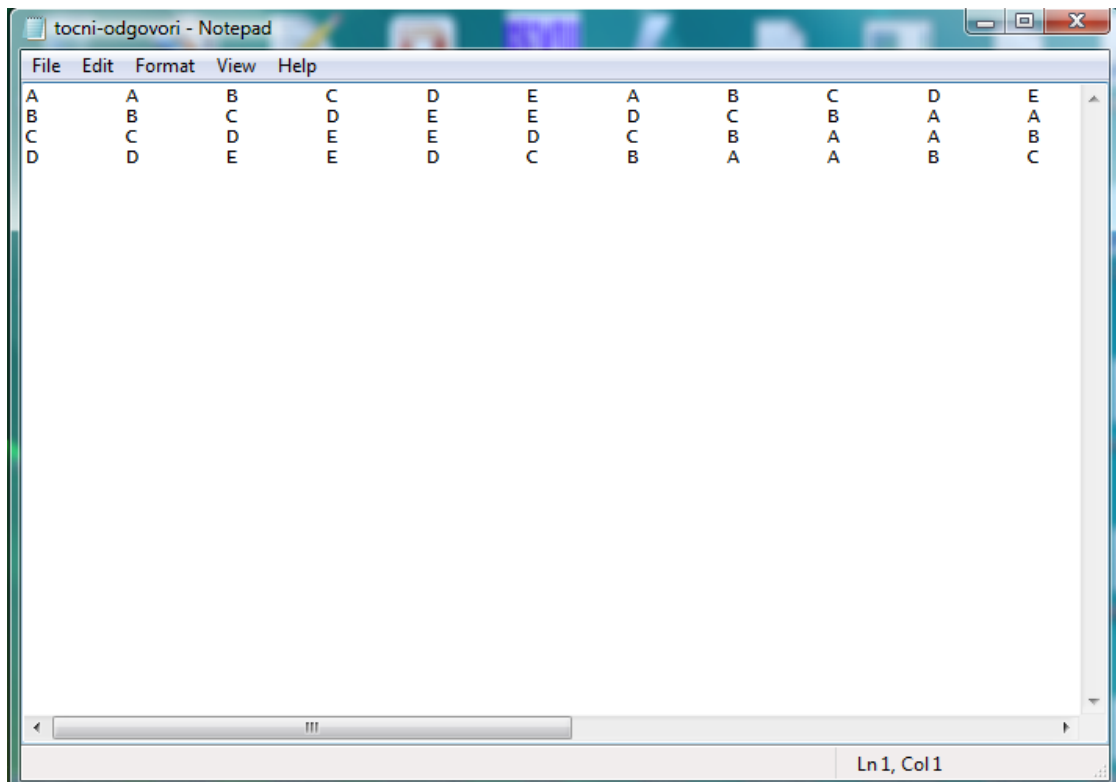 tocni-odgovori - Notepad
File Edit Format View Help
A A B C D E A B C D E
B B C D E E D C B A A
C C D E E D C B A A B
D D E E D C B A A B C
Ln 1, Col 1